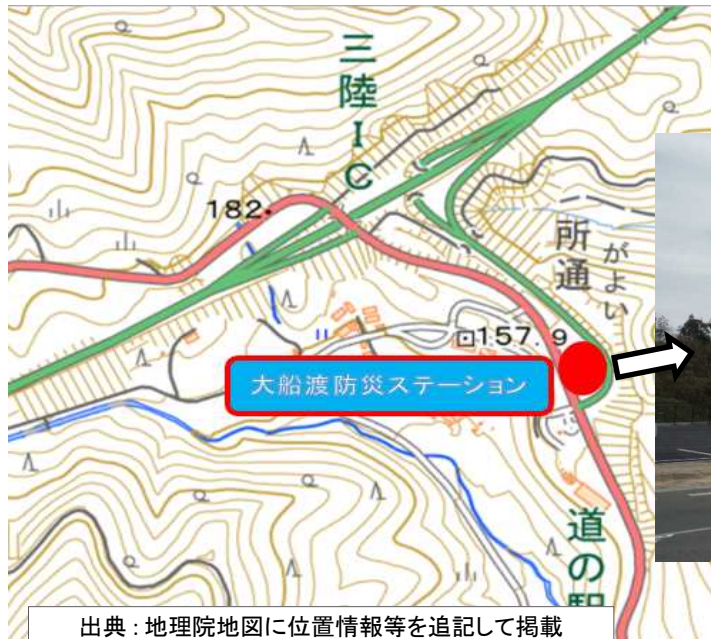 三陸IC
182
がよい
所通
157.9
大船渡防災ステーション
道の駅
出典：地理院地図に位置情報等を追記して掲載